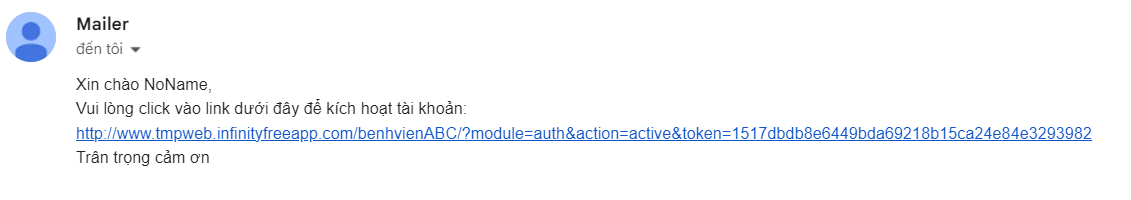 Mailer
đến tôi
Xin chào NoName,
Vui lòng click vào link dưới đây để kích hoạt tài khoản:
http://www.tmpweb.infinityfreeapp.com/benhvienABC/?module=auth&action=active&token=1517dbdb8e6449bda69218b15ca24e84e3293982
Trân trọng cảm ơn